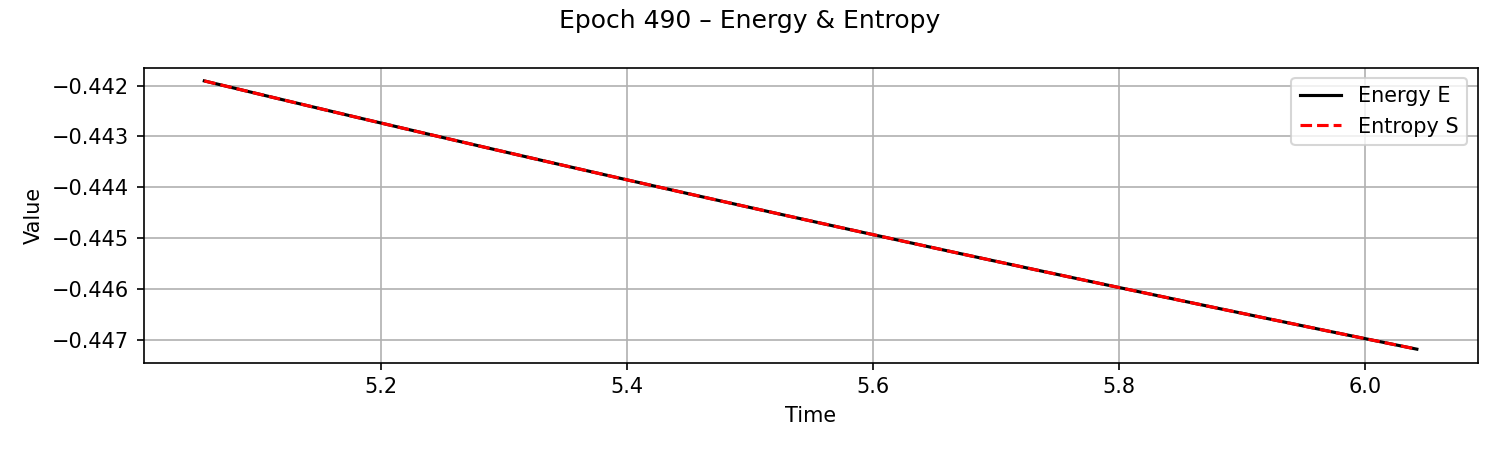 Epoch 490 – Energy & Entropy
−0.442
−0.443
−0.444
−0.445
−0.446
−0.447
Value
Energy E
Entropy S
5.2 5.4 5.6 5.8 6.0
Time